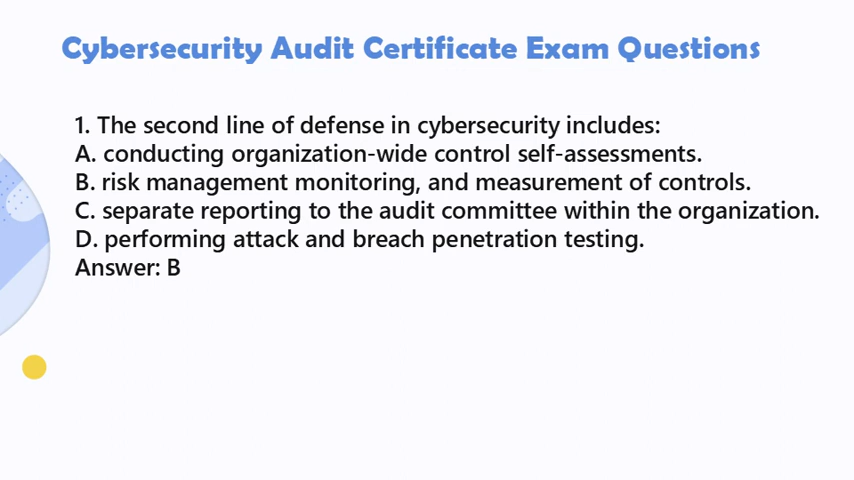 Cybersecurity Audit Certificate Exam Questions
1. The second line of defense in cybersecurity includes:
A. conducting organization-wide control self-assessments.
B. risk management monitoring, and measurement of controls.
C. separate reporting to the audit committee within the organization.
D. performing attack and breach penetration testing.
Answer: B